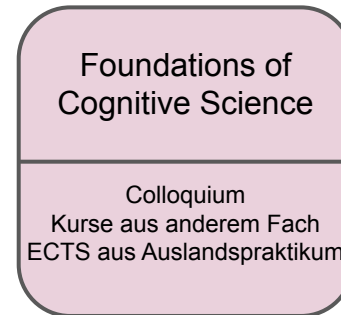 Foundations of
Cognitive Science
Colloquium
Kurse aus anderem Fach
ECTS aus Auslandspraktikum